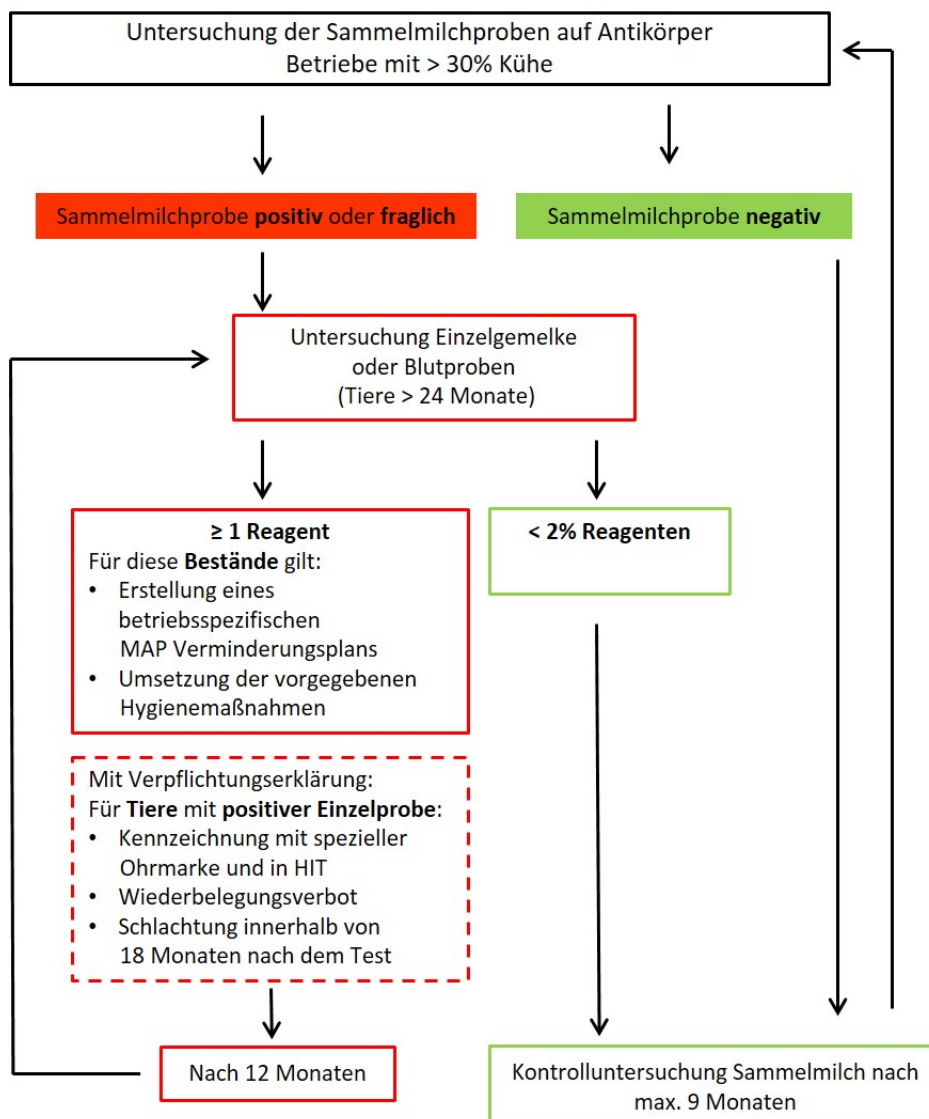 Untersuchung der Sammelmilchproben auf Antikörper
Betriebe mit > 30% Kühe
Sammelmilchprobe positiv oder fraglich
Sammelmilchprobe negativ
Untersuchung Einzelgemelke
oder Blutproben
(Tiere > 24 Monate)
≥ 1 Reagent
Für diese Bestände gilt:
• Erstellung eines
betriebsspezifischen
MAP Verminderungsplans
• Umsetzung der vorgegebenen
Hygienemaßnahmen
< 2% Reagenten
Mit Verpflichtungserklärung:
Für Tiere mit positiver Einzelprobe:
• Kennzeichnung mit spezieller
Ohrmarke und in HIT
• Wiederbelegungsverbot
• Schlachtung innerhalb von
18 Monaten nach dem Test
Nach 12 Monaten
Kontrolluntersuchung Sammelmilch nach
max. 9 Monaten